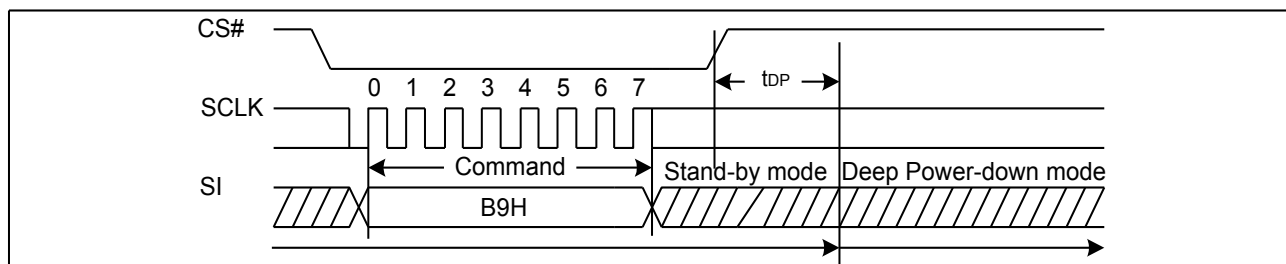 CS#
tDP
0 1 2 3 4 5 6 7
SCLK
Command
Stand-by mode Deep Power-down mode
SI
B9H